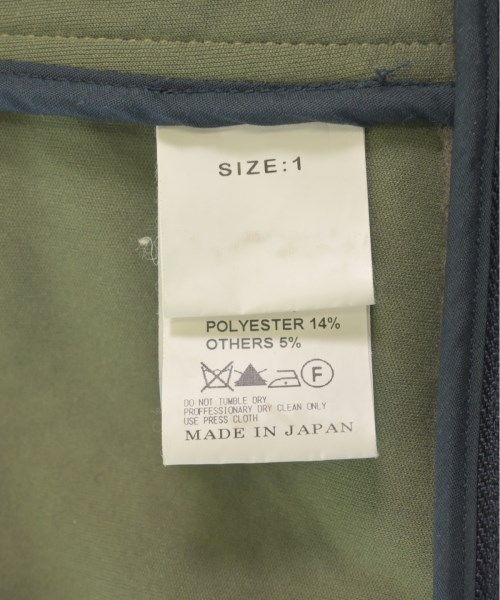 SIZE:1
POLYESTER 14%
OTHERS 5%
F
DO NOT TUMBLE DRY
PROFFESSIONARY DRY CLEAN ONLY
USE PRESS CLOTH
MADE IN JAPAN